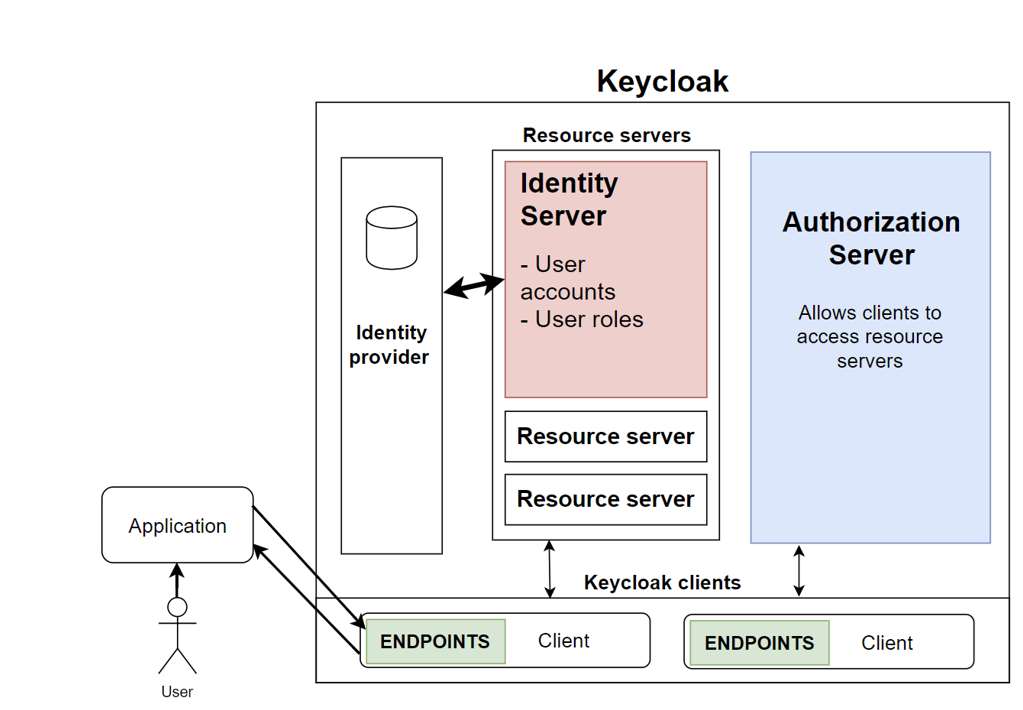 Keycloak
Resource servers
Identity
provider
Identity
Server
- User
accounts
- User roles
Resource server
Resource server
Authorization
Server
Allows clients to
access resource
servers
Application
User
Keycloak clients
ENDPOINTS
Client
ENDPOINTS
Client